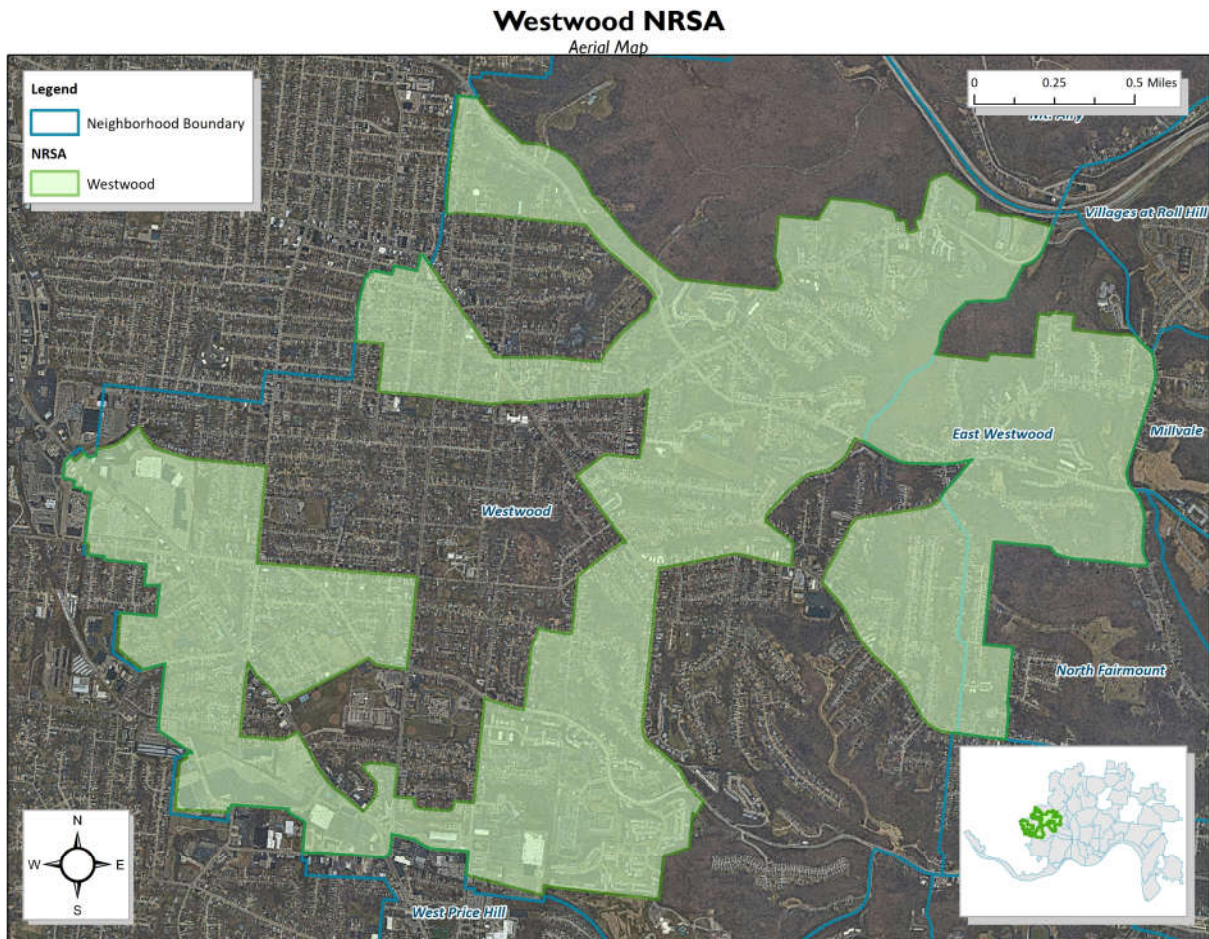 Westwood NRSA
Aerial Map
Legend
Neighborhood Boundary
NRSA
Westwood
0 0.25 0.5 Miles
Mt. Airy
Villages at Roll Hill
East Westwood
Millvale
Westwood
North Fairmount
West Price Hill
N
W E
S